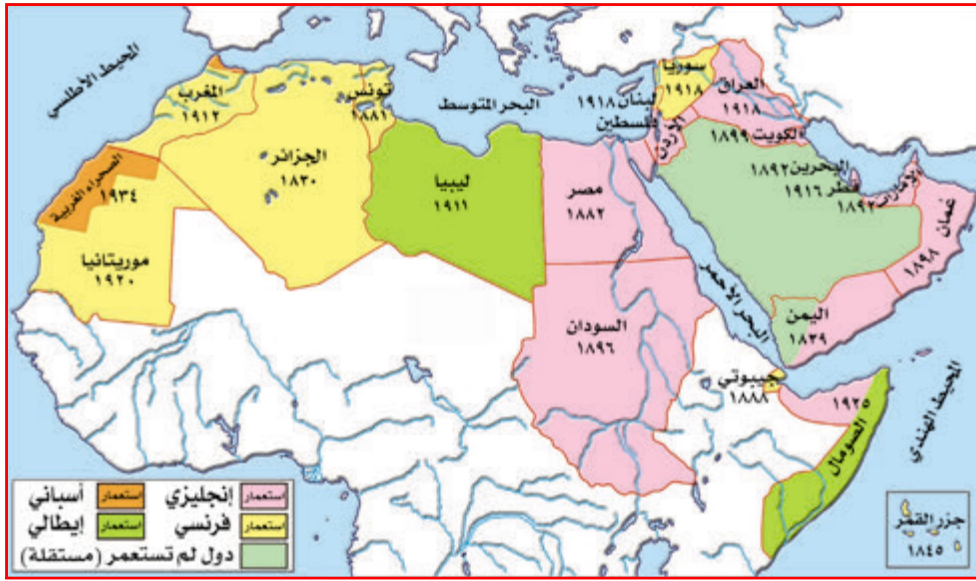 المحيط الأطلسي
المغرب
١٩١٢
تونس
١٨٨١
البحر المتوسط
سوريا
١٩١٨
لبنان ١٩١٨
فلسطين
الأردن
العراق
١٩١٨
الكويت
١٨٩٩
الجزائر
١٨٣٠
ليبيا
١٩١١
مصر
١٨٨٢
البحرين
١٨٩٢
قطر
١٩١٦
الإمارات
١٨٩٢
عمان
١٨٩٨
الصحراء الغربية
١٩٣٤
موريتانيا
١٩٢٠
السودان
١٨٩٦
البحر الأحمر
اليمن
١٨٣٩
جيبوتي
١٨٨٨
١٩٢٥
الصومال
المحيط الهندي
جزر القمر
١٨٤٥
استعمار إنجليزي
استعمار أسباني
استعمار فرنسي
استعمار إيطالي
دول لم تستعمر (مستقلة)